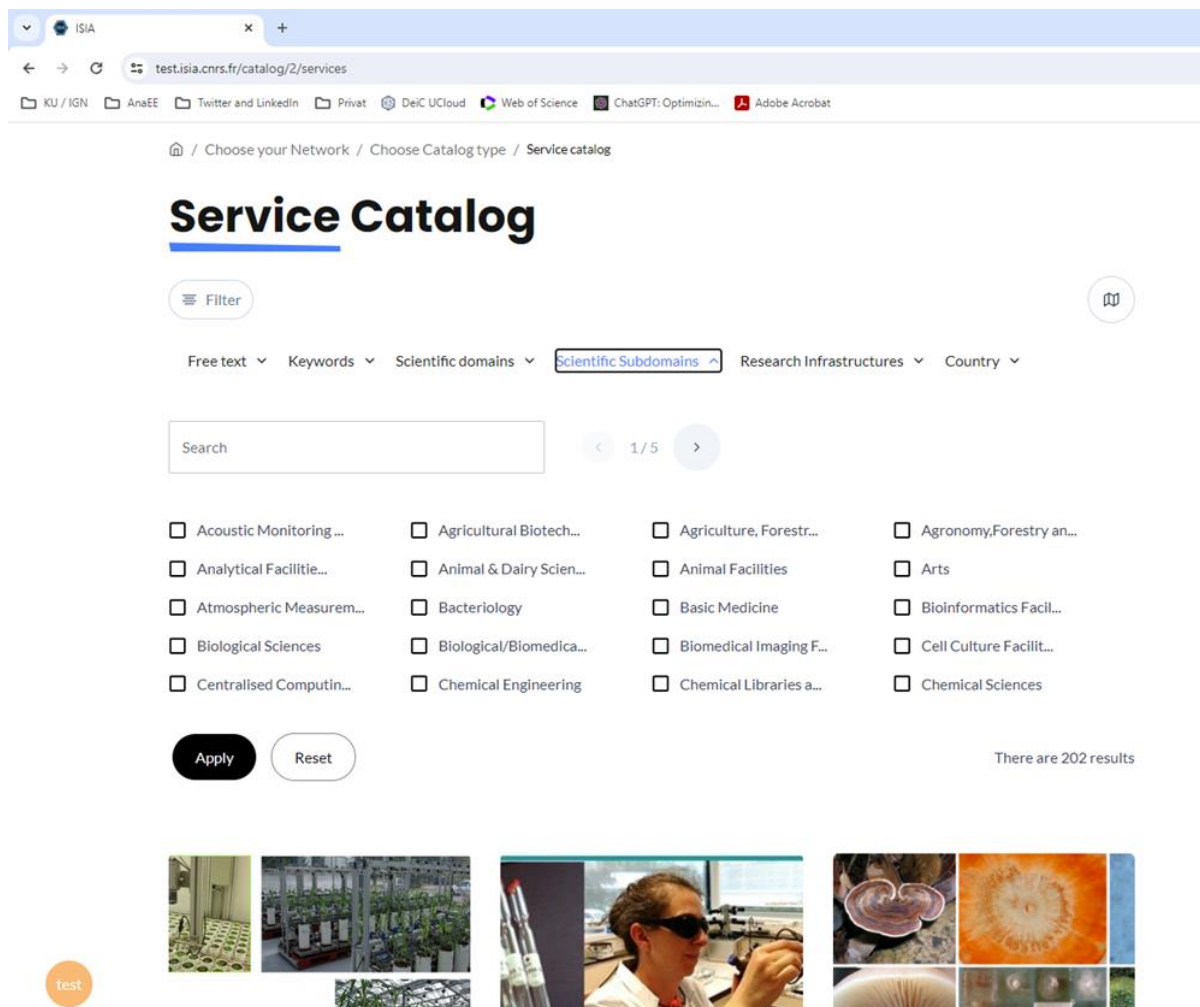 ISIA
test.isia.cnrs.fr/catalog/2/services
KU / IGN AnaEE Twitter and LinkedIn Privat DeiC UCloud Web of Science ChatGPT: Optimizin... Adobe Acrobat
/ Choose your Network / Choose Catalog type / Service catalog
Service Catalog
Filter
Free text Keywords Scientific domains Scientific Subdomains Research Infrastructures Country
Search < 1 / 5 >
Acoustic Monitoring ... Agricultural Biotech... Agriculture, Forestr... Agronomy,Forestry an...
Analytical Facilitie... Animal & Dairy Scien... Animal Facilities Arts
Atmospheric Measurem... Bacteriology Basic Medicine Bioinformatics Facil...
Biological Sciences Biological/Biomedica... Biomedical Imaging F... Cell Culture Facilit...
Centralised Computin... Chemical Engineering Chemical Libraries a... Chemical Sciences
Apply Reset There are 202 results
test